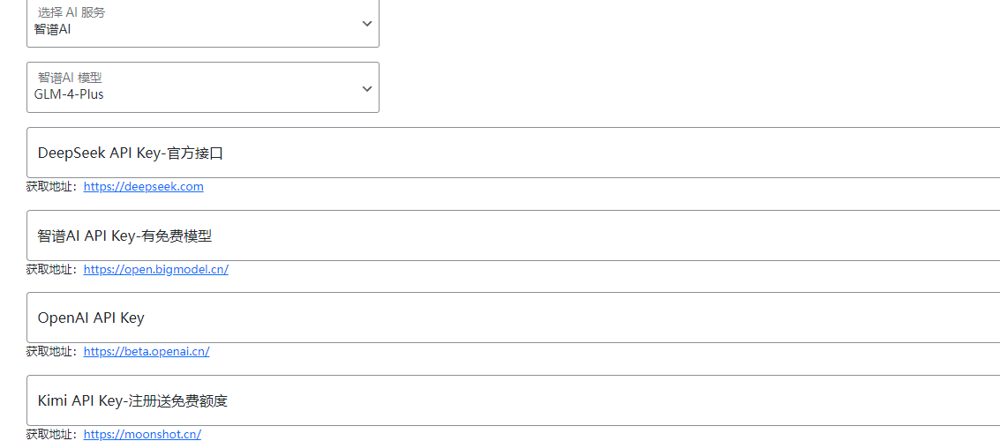 选择 AI 服务
智谱AI
智谱AI 模型
GLM-4-Plus
DeepSeek API Key-官方接口
获取地址：https://deepseek.com
智谱AI API Key-有免费模型
获取地址：https://open.bigmodel.cn/
OpenAI API Key
获取地址：https://beta.openai.cn/
Kimi API Key-注册送免费额度
获取地址：https://moonshot.cn/